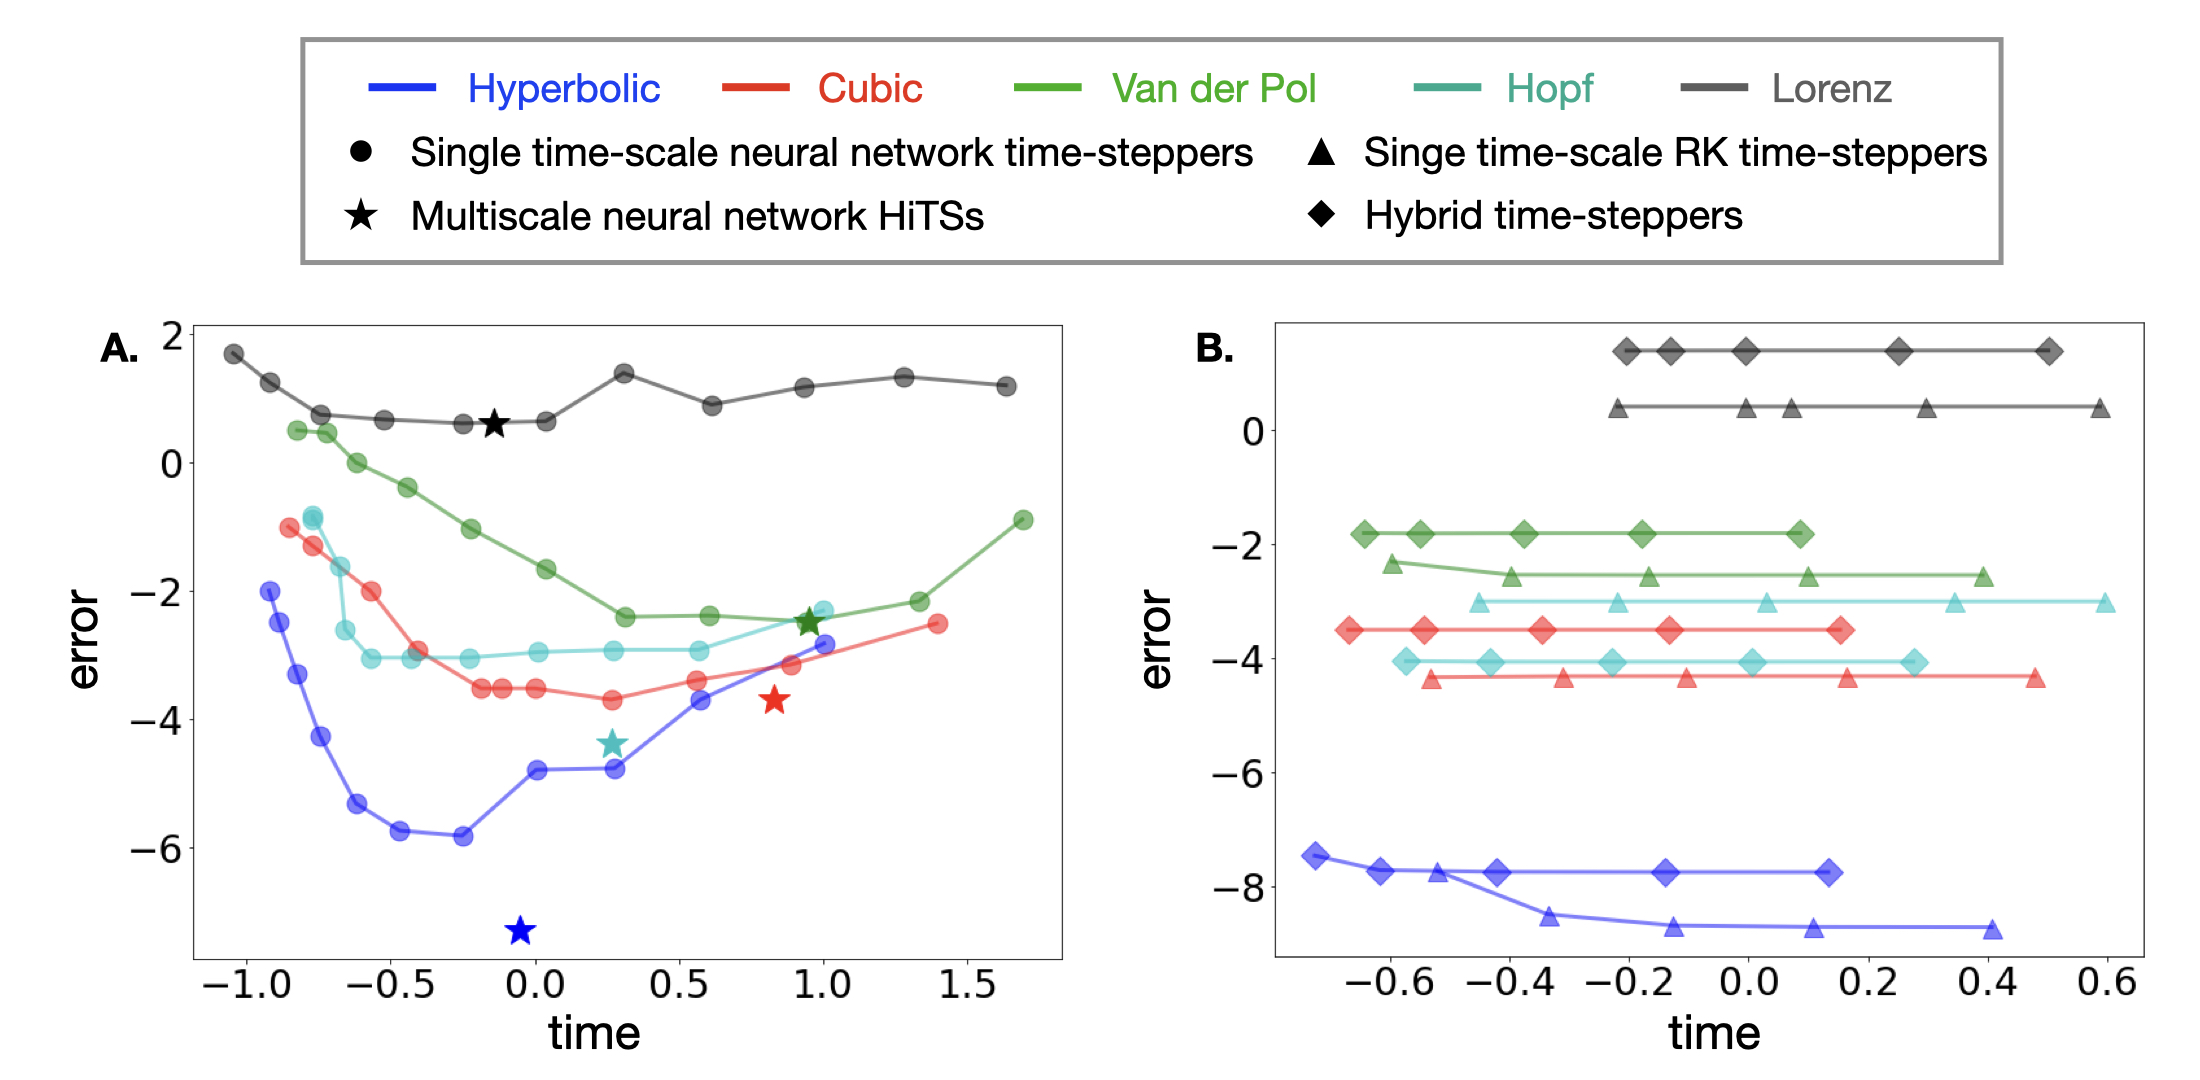 Hyperbolic Cubic Van der Pol Hopf Lorenz
Single time-scale neural network time-steppers Singe time-scale RK time-steppers
Multiscale neural network HiTSs Hybrid time-steppers
A.
2
0
−2
−4
−6
error
−1.0 −0.5 0.0 0.5 1.0 1.5
time
B.
0
−2
−4
−6
−8
error
−0.6 −0.4 −0.2 0.0 0.2 0.4 0.6
time